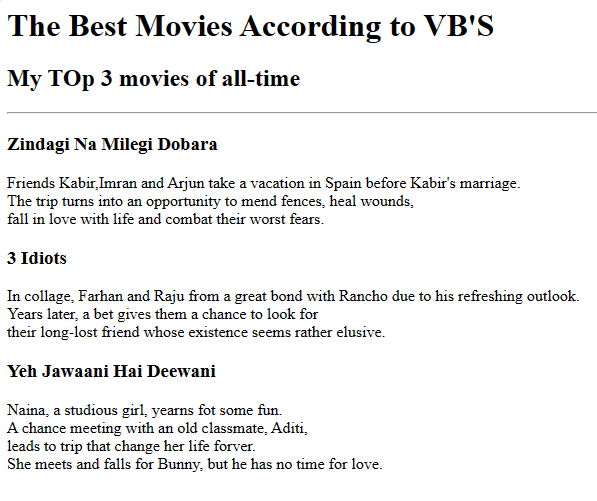 The Best Movies According to VB'S
My TOp 3 movies of all-time
Zindagi Na Milegi Dobara
Friends Kabir,Imran and Arjun take a vacation in Spain before Kabir's marriage.
The trip turns into an opportunity to mend fences, heal wounds,
fall in love with life and combat their worst fears.
3 Idiots
In collage, Farhan and Raju from a great bond with Rancho due to his refreshing outlook.
Years later, a bet gives them a chance to look for
their long-lost friend whose existence seems rather elusive.
Yeh Jawaani Hai Deewani
Naina, a studious girl, yearns fot some fun.
A chance meeting with an old classmate, Aditi,
leads to trip that change her life forver.
She meets and falls for Bunny, but he has no time for love.